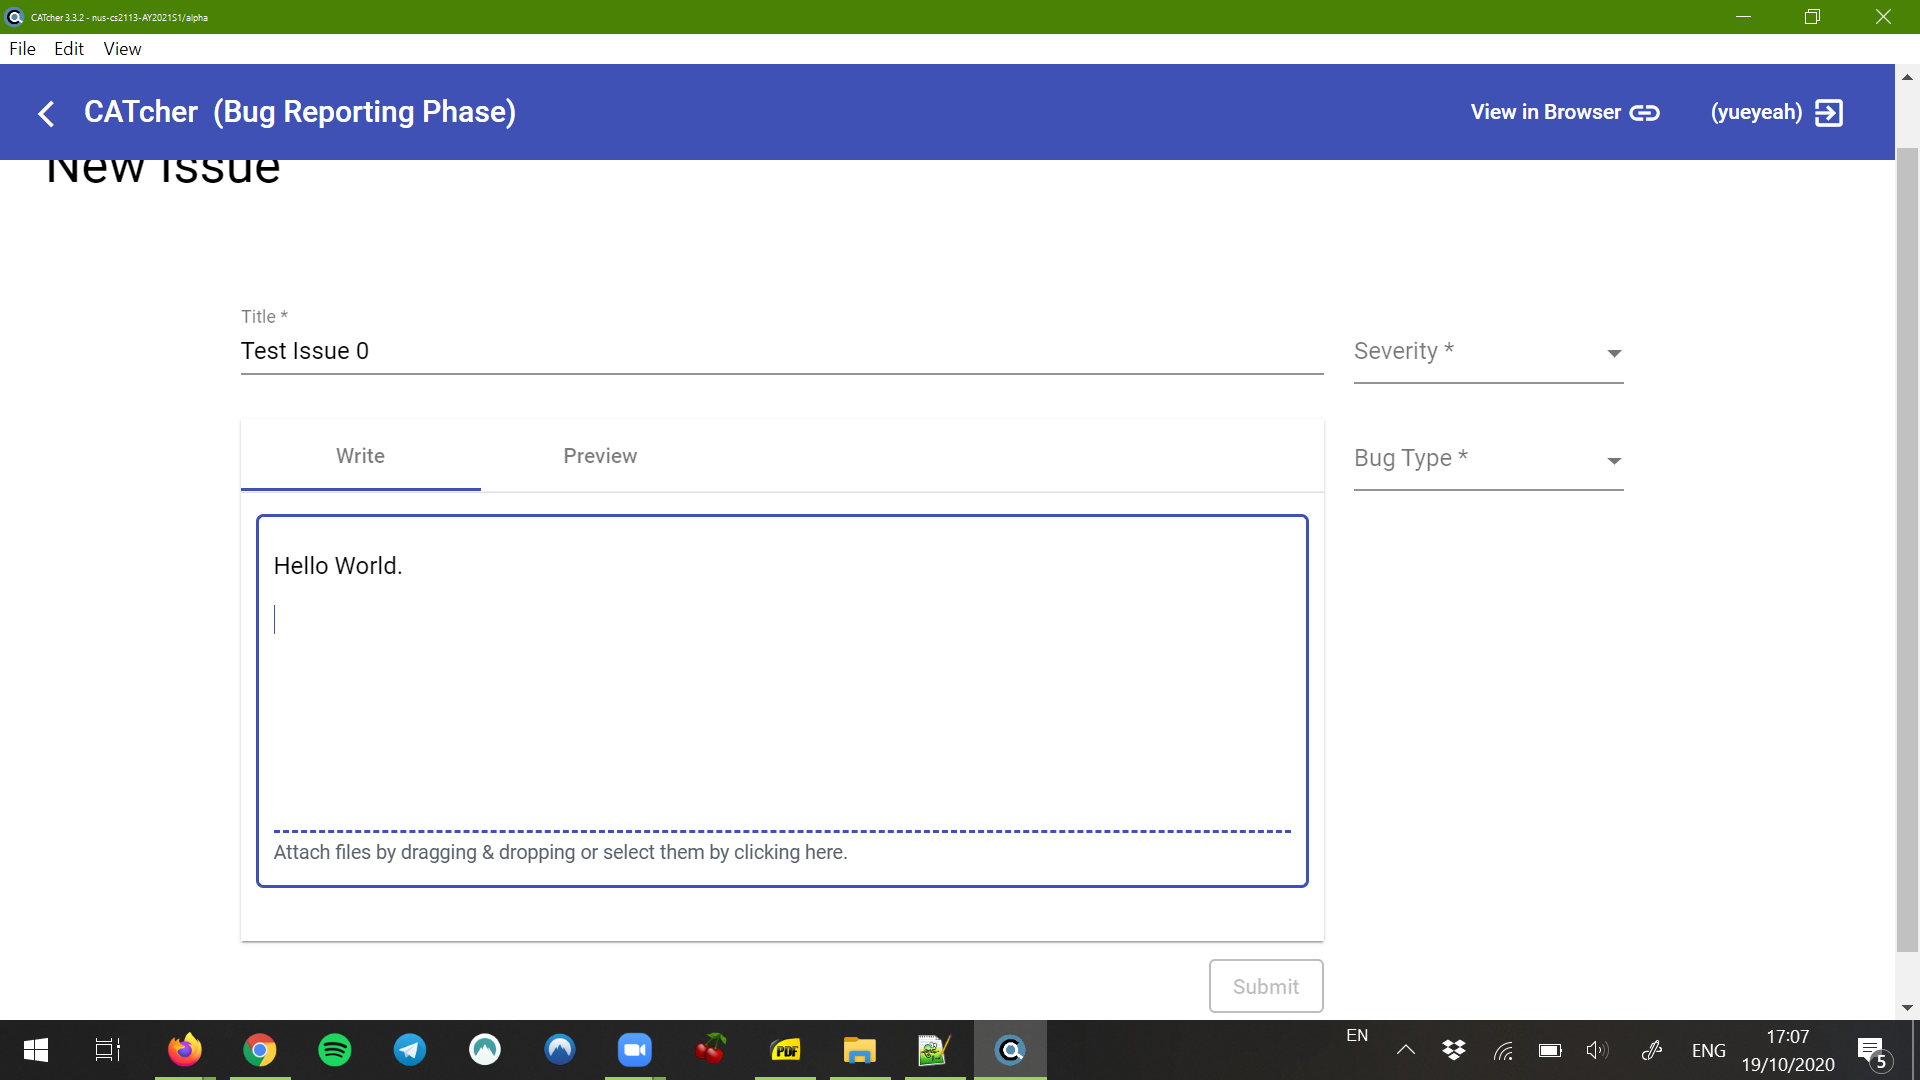 CATcher 3.3.2 - nus-cs2113-AY2021S1/alpha
File Edit View
CATcher (Bug Reporting Phase)
View in Browser
(yueyeah)
New Issue
Title *
Test Issue 0
Severity *
Write
Preview
Bug Type *
Hello World.
Attach files by dragging & dropping or select them by clicking here.
Submit
PDF
EN
ENG
17:07
19/10/2020
5